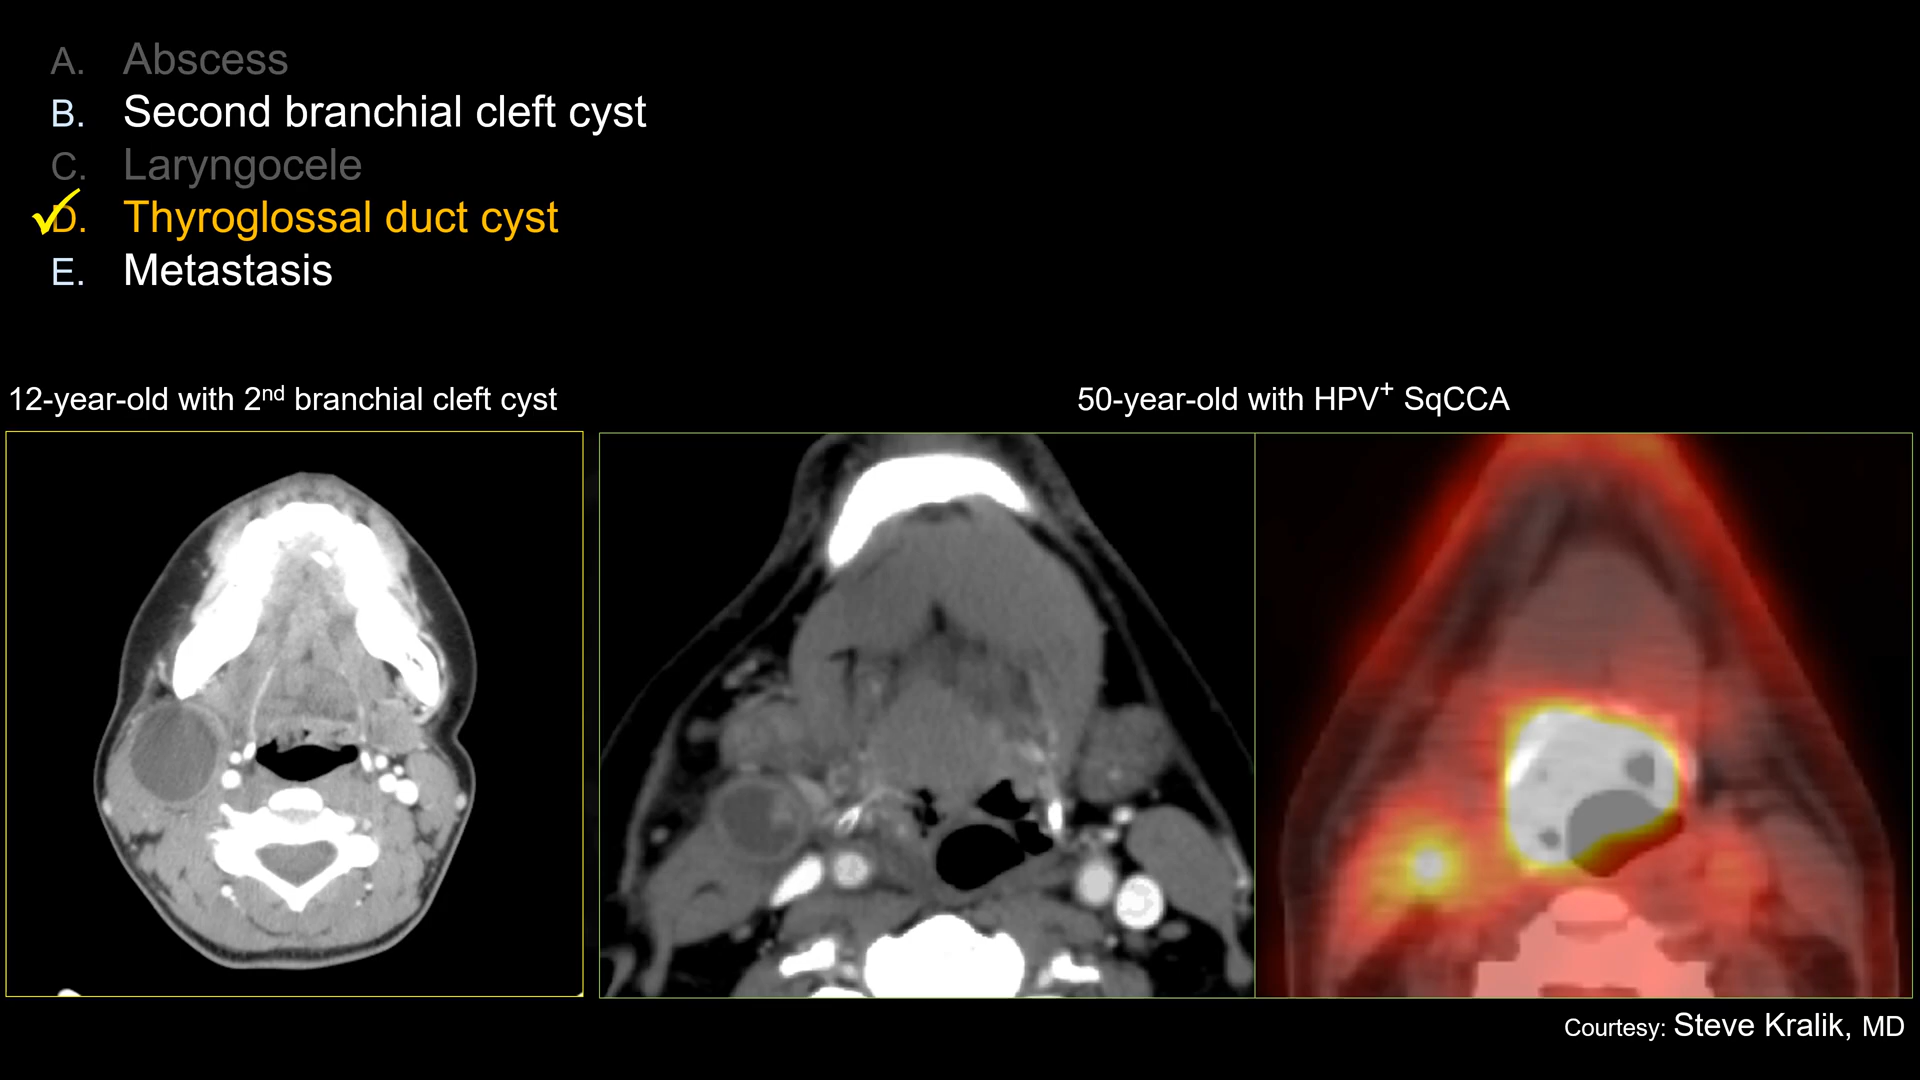 A. Abscess
B. Second branchial cleft cyst
C. Laryngocele
✓D. Thyroglossal duct cyst
E. Metastasis
12-year-old with 2nd branchial cleft cyst
50-year-old with HPV+ SqCCA
Courtesy: Steve Kralik, MD